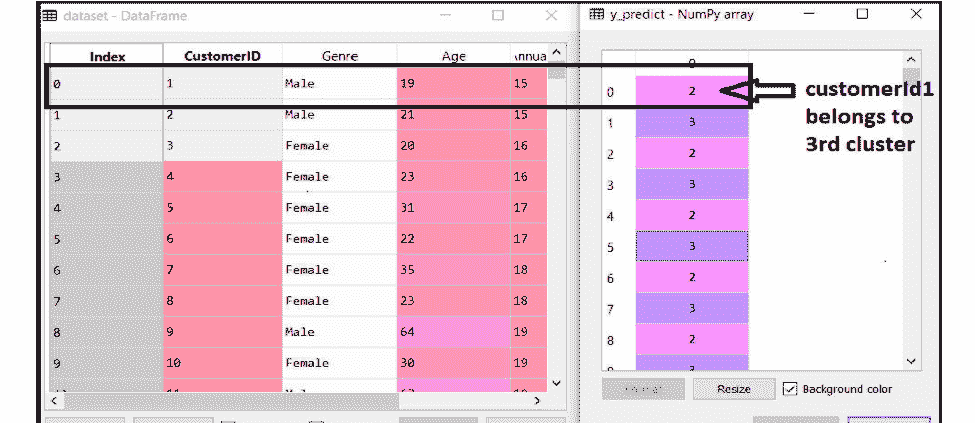 dataset - DataFrame
Index CustomerID Genre Age
0 1 Male 19 15
1 2 Male 21 15
2 3 Female 20 16
3 4 Female 23 16
4 5 Female 31 17
5 6 Female 22 17
6 7 Female 35 18
7 8 Female 23 18
8 9 Male 64 19
9 10 Female 30 19
y_predict - NumPy array
0
0 2
1 3
2 2
3 3
4 2
5 3
6 2
7 3
8 2
Resize Background color
customerId1
belongs to
3rd cluster